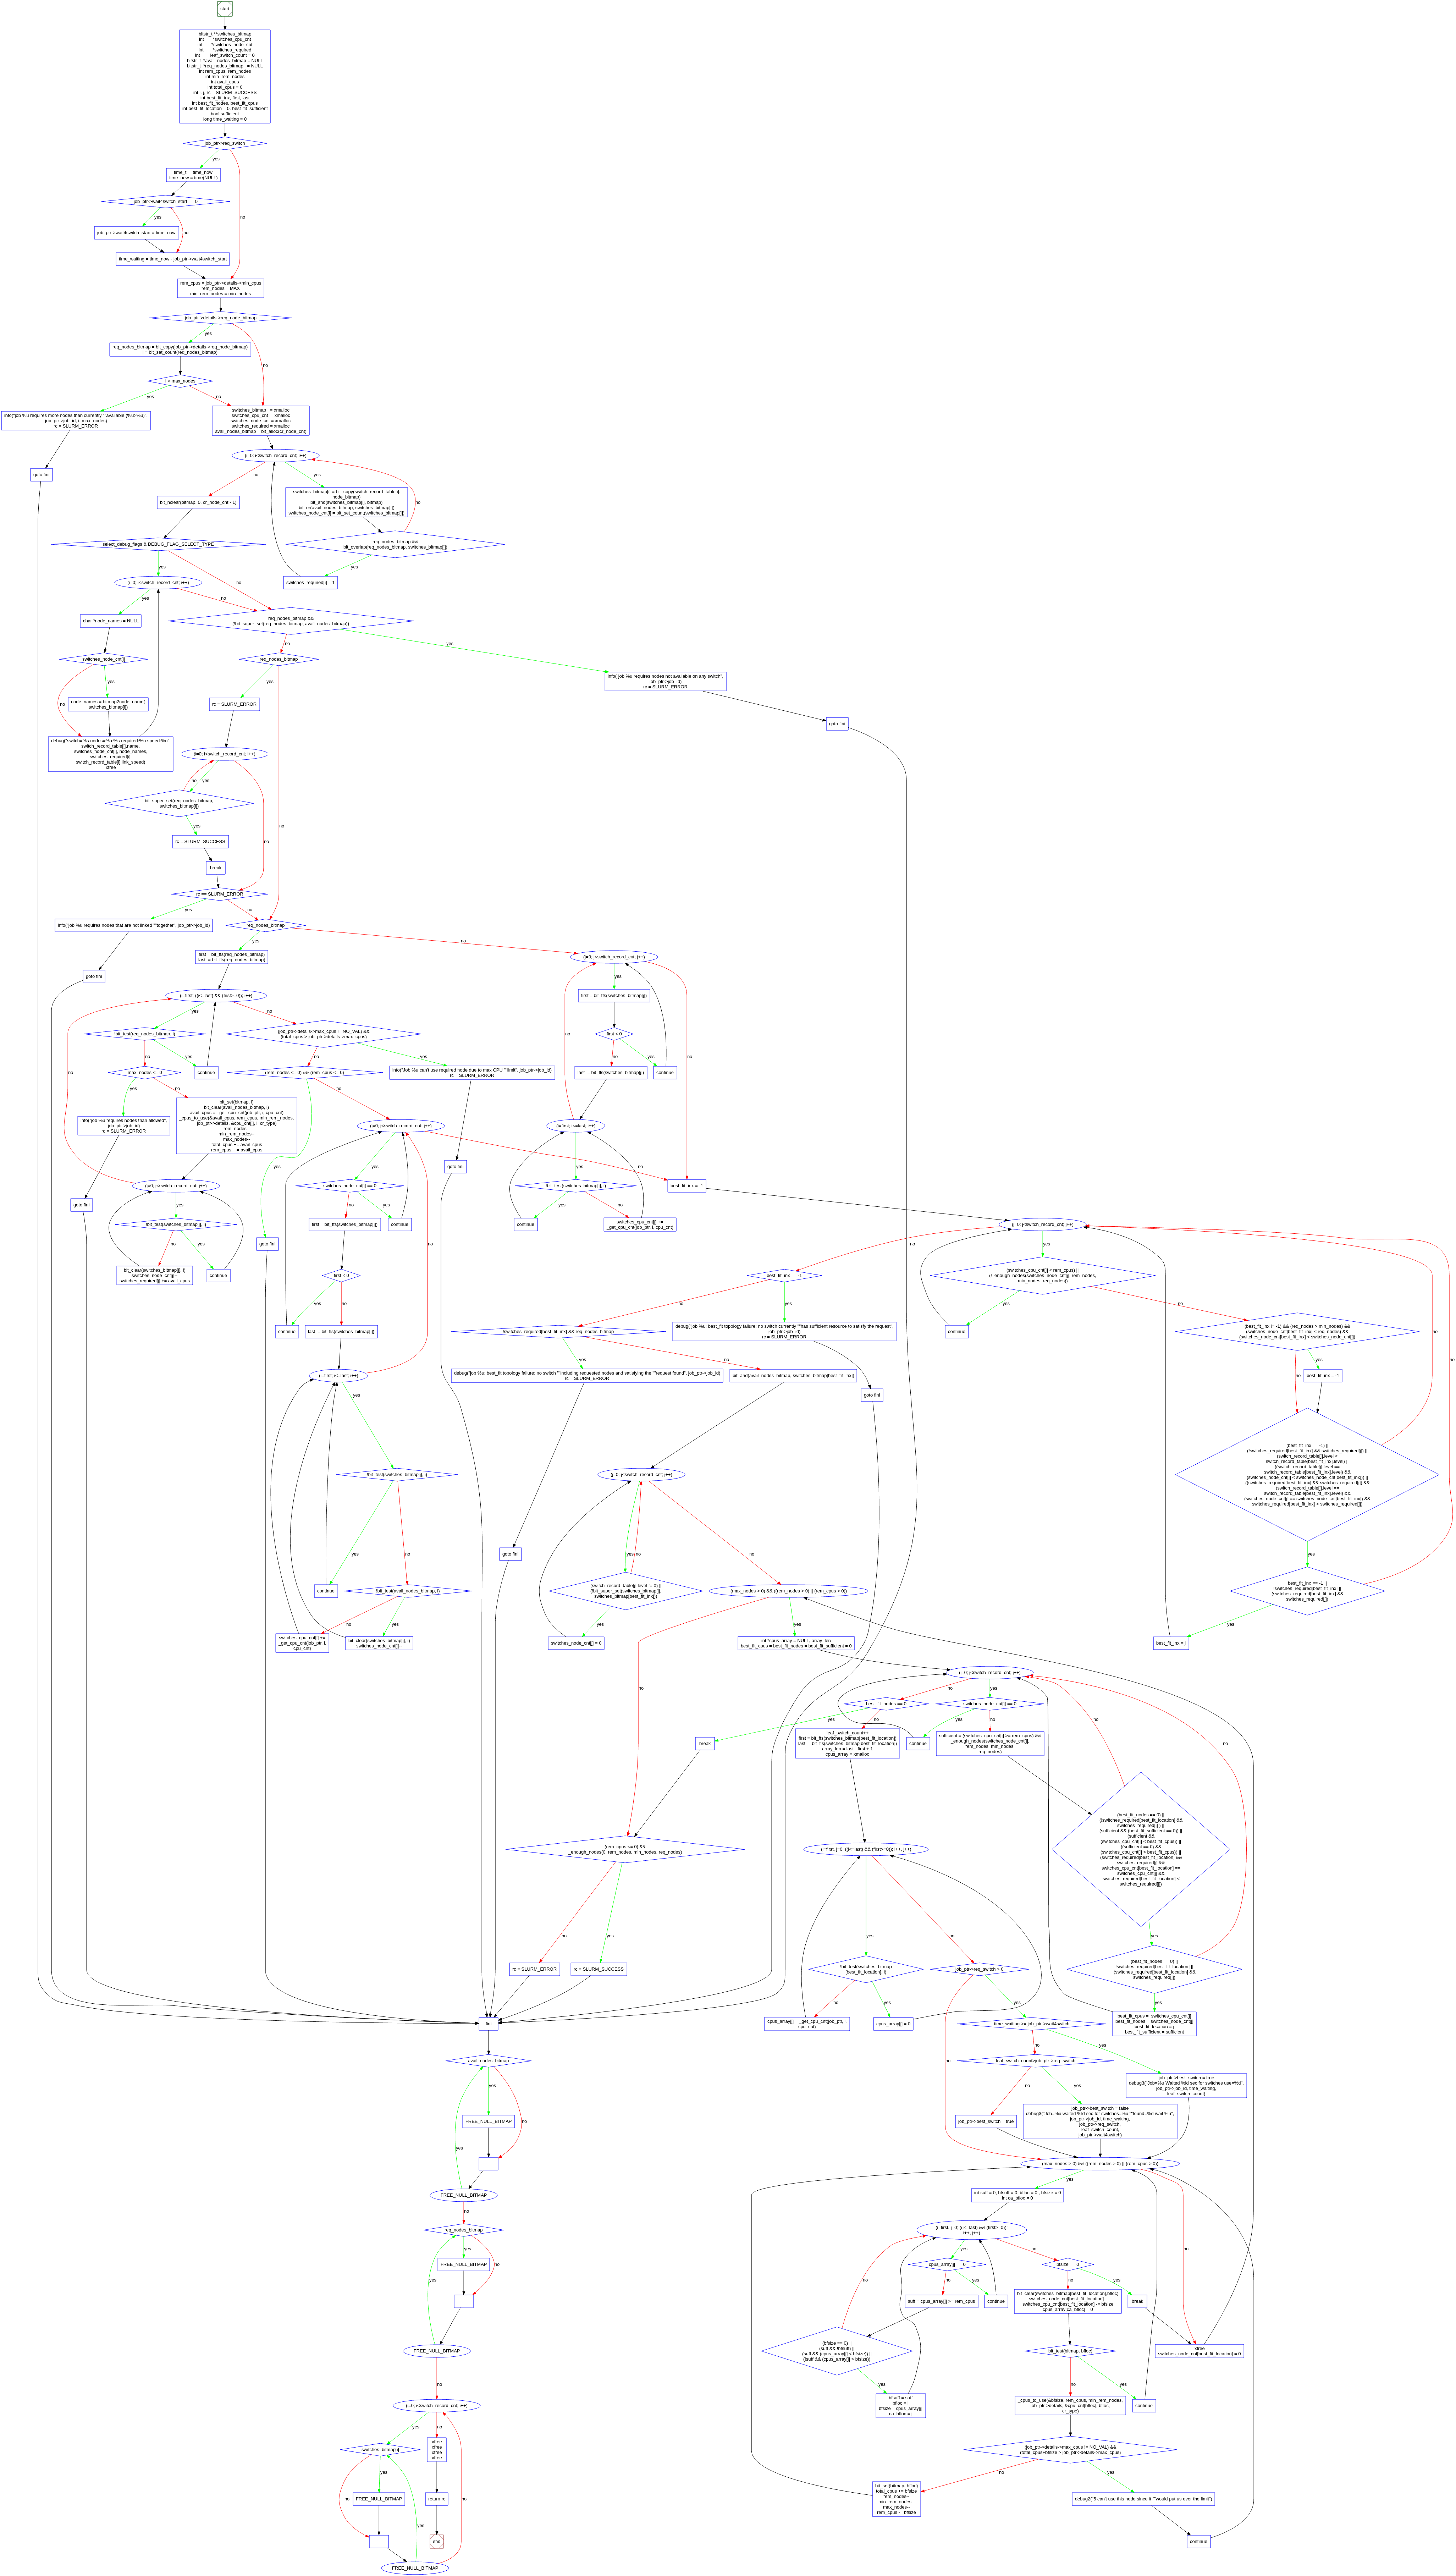 start
bitstr_t **switches_bitmap
int *switches_cpu_cnt
int *switches_node_cnt
int *switches_required
int leaf_switch_count = 0
bitstr_t *avail_nodes_bitmap = NULL
bitstr_t *req_nodes_bitmap = NULL
int rem_cpus, rem_nodes
int min_rem_nodes
int avail_cpus
int total_cpus = 0
int i, j, rc = SLURM_SUCCESS
int best_fit_inx, first, last
int best_fit_nodes, best_fit_cpus
int best_fit_location = 0, best_fit_sufficient
bool sufficient
long time_waiting = 0
job_ptr->req_switch
yes
time_t time_now
time_now = time(NULL)
job_ptr->wait4switch_start == 0
no
yes
job_ptr->wait4switch_start = time_now
no
time_waiting = time_now - job_ptr->wait4switch_start
rem_cpus = job_ptr->details->min_cpus
rem_nodes = MAX
min_rem_nodes = min_nodes
job_ptr->details->req_node_bitmap
yes
req_nodes_bitmap = bit_copy(job_ptr->details->req_node_bitmap)
i = bit_set_count(req_nodes_bitmap)
no
i > max_nodes
yes
no
info("job %u requires more nodes than currently ""available (%u>%u)",
job_ptr->job_id, i, max_nodes)
rc = SLURM_ERROR
switches_bitmap = xmalloc
switches_cpu_cnt = xmalloc
switches_node_cnt = xmalloc
switches_required = xmalloc
avail_nodes_bitmap = bit_alloc(cr_node_cnt)
goto fini
(i=0; i<switch_record_cnt; i++)
no
yes
bit_nclear(bitmap, 0, cr_node_cnt - 1)
switches_bitmap[i] = bit_copy(switch_record_table[i].
node_bitmap)
bit_and(switches_bitmap[i], bitmap)
bit_or(avail_nodes_bitmap, switches_bitmap[i])
switches_node_cnt[i] = bit_set_count(switches_bitmap[i])
no
select_debug_flags & DEBUG_FLAG_SELECT_TYPE
req_nodes_bitmap &&
bit_overlap(req_nodes_bitmap, switches_bitmap[i])
yes
no
yes
(i=0; i<switch_record_cnt; i++)
switches_required[i] = 1
yes
no
char *node_names = NULL
req_nodes_bitmap &&
(!bit_super_set(req_nodes_bitmap, avail_nodes_bitmap))
no
yes
switches_node_cnt[i]
req_nodes_bitmap
yes
yes
no
node_names = bitmap2node_name(
switches_bitmap[i])
rc = SLURM_ERROR
info("job %u requires nodes not available on any switch",
job_ptr->job_id)
rc = SLURM_ERROR
goto fini
debug("switch=%s nodes=%u:%s required:%u speed:%u",
switch_record_table[i].name,
switches_node_cnt[i], node_names,
switches_required[i],
switch_record_table[i].link_speed)
xfree
(i=0; i<switch_record_cnt; i++)
no
yes
bit_super_set(req_nodes_bitmap,
switches_bitmap[i])
yes
no
no
rc = SLURM_SUCCESS
break
rc == SLURM_ERROR
yes
no
info("job %u requires nodes that are not linked ""together", job_ptr->job_id)
req_nodes_bitmap
yes
no
goto fini
first = bit_ffs(req_nodes_bitmap)
last = bit_fls(req_nodes_bitmap)
(j=0; j<switch_record_cnt; j++)
yes
first = bit_ffs(switches_bitmap[j])
(i=first; ((i<=last) && (first>=0)); i++)
yes
no
!bit_test(req_nodes_bitmap, i)
(job_ptr->details->max_cpus != NO_VAL) &&
(total_cpus > job_ptr->details->max_cpus)
first < 0
no
yes
no
yes
no
yes
no
no
max_nodes <= 0
continue
(rem_nodes <= 0) && (rem_cpus <= 0)
info("Job %u can't use required node due to max CPU ""limit", job_ptr->job_id)
rc = SLURM_ERROR
last = bit_fls(switches_bitmap[j])
continue
yes
no
no
info("job %u requires nodes than allowed",
job_ptr->job_id)
rc = SLURM_ERROR
bit_set(bitmap, i)
bit_clear(avail_nodes_bitmap, i)
avail_cpus = _get_cpu_cnt(job_ptr, i, cpu_cnt)
_cpus_to_use(&avail_cpus, rem_cpus, min_rem_nodes,
job_ptr->details, &cpu_cnt[i], i, cr_type)
rem_nodes--
min_rem_nodes--
max_nodes--
total_cpus += avail_cpus
rem_cpus -= avail_cpus
(j=0; j<switch_record_cnt; j++)
(i=first; i<=last; i++)
yes
yes
no
yes
goto fini
(j=0; j<switch_record_cnt; j++)
switches_node_cnt[j] == 0
!bit_test(switches_bitmap[j], i)
best_fit_inx = -1
yes
no
yes
yes
no
goto fini
!bit_test(switches_bitmap[j], i)
first = bit_ffs(switches_bitmap[j])
continue
continue
switches_cpu_cnt[j] +=
_get_cpu_cnt(job_ptr, i, cpu_cnt)
(j=0; j<switch_record_cnt; j++)
no
yes
no
no
yes
goto fini
bit_clear(switches_bitmap[j], i)
switches_node_cnt[j]--
switches_required[j] += avail_cpus
continue
first < 0
best_fit_inx == -1
(switches_cpu_cnt[j] < rem_cpus) ||
(!_enough_nodes(switches_node_cnt[j], rem_nodes,
min_nodes, req_nodes))
yes
no
no
yes
yes
no
no
no
continue
last = bit_fls(switches_bitmap[j])
!switches_required[best_fit_inx] && req_nodes_bitmap
debug("job %u: best_fit topology failure: no switch currently ""has sufficient resource to satisfy the request",
job_ptr->job_id)
rc = SLURM_ERROR
continue
(best_fit_inx != -1) && (req_nodes > min_nodes) &&
(switches_node_cnt[best_fit_inx] < req_nodes) &&
(switches_node_cnt[best_fit_inx] < switches_node_cnt[j])
yes
no
yes
no
(i=first; i<=last; i++)
debug("job %u: best_fit topology failure: no switch ""including requested nodes and satisfying the ""request found", job_ptr->job_id)
rc = SLURM_ERROR
bit_and(avail_nodes_bitmap, switches_bitmap[best_fit_inx])
goto fini
best_fit_inx = -1
yes
!bit_test(switches_bitmap[j], i)
(j=0; j<switch_record_cnt; j++)
(best_fit_inx == -1) ||
(!switches_required[best_fit_inx] && switches_required[j]) ||
(switch_record_table[j].level <
switch_record_table[best_fit_inx].level) ||
((switch_record_table[j].level ==
switch_record_table[best_fit_inx].level) &&
(switches_node_cnt[j] < switches_node_cnt[best_fit_inx])) ||
((switches_required[best_fit_inx] && switches_required[j]) &&
(switch_record_table[j].level ==
switch_record_table[best_fit_inx].level) &&
(switches_node_cnt[j] == switches_node_cnt[best_fit_inx]) &&
switches_required[best_fit_inx] < switches_required[j])
yes
no
yes
no
no
goto fini
yes
continue
!bit_test(avail_nodes_bitmap, i)
(switch_record_table[j].level != 0) ||
(!bit_super_set(switches_bitmap[j],
switches_bitmap[best_fit_inx]))
(max_nodes > 0) && ((rem_nodes > 0) || (rem_cpus > 0))
best_fit_inx == -1 ||
!switches_required[best_fit_inx] ||
(switches_required[best_fit_inx] &&
switches_required[j])
no
yes
yes
yes
yes
switches_cpu_cnt[j] +=
_get_cpu_cnt(job_ptr, i,
cpu_cnt)
bit_clear(switches_bitmap[j], i)
switches_node_cnt[j]--
switches_node_cnt[j] = 0
int *cpus_array = NULL, array_len
best_fit_cpus = best_fit_nodes = best_fit_sufficient = 0
best_fit_inx = j
(j=0; j<switch_record_cnt; j++)
no
no
yes
best_fit_nodes == 0
switches_node_cnt[j] == 0
yes
no
yes
no
no
no
break
leaf_switch_count++
first = bit_ffs(switches_bitmap[best_fit_location])
last = bit_fls(switches_bitmap[best_fit_location])
array_len = last - first + 1
cpus_array = xmalloc
continue
sufficient = (switches_cpu_cnt[j] >= rem_cpus) &&
_enough_nodes(switches_node_cnt[j],
rem_nodes, min_nodes,
req_nodes)
(rem_cpus <= 0) &&
_enough_nodes(0, rem_nodes, min_nodes, req_nodes)
(i=first, j=0; ((i<=last) && (first>=0)); i++, j++)
(best_fit_nodes == 0) ||
(!switches_required[best_fit_location] &&
switches_required[j] ) ||
(sufficient && (best_fit_sufficient == 0)) ||
(sufficient &&
(switches_cpu_cnt[j] < best_fit_cpus)) ||
((sufficient == 0) &&
(switches_cpu_cnt[j] > best_fit_cpus)) ||
(switches_required[best_fit_location] &&
switches_required[j] &&
switches_cpu_cnt[best_fit_location] ==
switches_cpu_cnt[j] &&
switches_required[best_fit_location] <
switches_required[j])
no
yes
yes
no
yes
rc = SLURM_ERROR
rc = SLURM_SUCCESS
!bit_test(switches_bitmap
[best_fit_location], i)
job_ptr->req_switch > 0
(best_fit_nodes == 0) ||
!switches_required[best_fit_location] ||
(switches_required[best_fit_location] &&
switches_required[j])
no
yes
yes
yes
fini
cpus_array[j] = _get_cpu_cnt(job_ptr, i,
cpu_cnt)
cpus_array[j] = 0
time_waiting >= job_ptr->wait4switch
best_fit_cpus = switches_cpu_cnt[j]
best_fit_nodes = switches_node_cnt[j]
best_fit_location = j
best_fit_sufficient = sufficient
no
yes
avail_nodes_bitmap
no
leaf_switch_count>job_ptr->req_switch
yes
no
yes
job_ptr->best_switch = true
debug3("Job=%u Waited %ld sec for switches use=%d",
job_ptr->job_id, time_waiting,
leaf_switch_count)
FREE_NULL_BITMAP
no
yes
job_ptr->best_switch = true
job_ptr->best_switch = false
debug3("Job=%u waited %ld sec for switches=%u ""found=%d wait %u",
job_ptr->job_id, time_waiting,
job_ptr->req_switch,
leaf_switch_count,
job_ptr->wait4switch)
(max_nodes > 0) && ((rem_nodes > 0) || (rem_cpus > 0))
FREE_NULL_BITMAP
yes
no
int suff = 0, bfsuff = 0, bfloc = 0 , bfsize = 0
int ca_bfloc = 0
req_nodes_bitmap
(i=first, j=0; ((i<=last) && (first>=0));
i++, j++)
yes
no
no
yes
no
yes
FREE_NULL_BITMAP
cpus_array[j] == 0
bfsize == 0
no
no
yes
no
yes
suff = cpus_array[j] >= rem_cpus
continue
bit_clear(switches_bitmap[best_fit_location],bfloc)
switches_node_cnt[best_fit_location]--
switches_cpu_cnt[best_fit_location] -= bfsize
cpus_array[ca_bfloc] = 0
break
FREE_NULL_BITMAP
(bfsize == 0) ||
(suff && !bfsuff) ||
(suff && (cpus_array[j] < bfsize)) ||
(!suff && (cpus_array[j] > bfsize))
bit_test(bitmap, bfloc)
xfree
switches_node_cnt[best_fit_location] = 0
no
yes
no
yes
(i=0; i<switch_record_cnt; i++)
bfsuff = suff
bfloc = i
bfsize = cpus_array[j]
ca_bfloc = j
_cpus_to_use(&bfsize, rem_cpus, min_rem_nodes,
job_ptr->details, &cpu_cnt[bfloc], bfloc,
cr_type)
continue
yes
no
switches_bitmap[i]
xfree
xfree
xfree
xfree
(job_ptr->details->max_cpus != NO_VAL) &&
(total_cpus+bfsize > job_ptr->details->max_cpus)
yes
no
yes
no
FREE_NULL_BITMAP
return rc
no
bit_set(bitmap, bfloc)
total_cpus += bfsize
rem_nodes--
min_rem_nodes--
max_nodes--
rem_cpus -= bfsize
debug2("5 can't use this node since it ""would put us over the limit")
yes
end
continue
FREE_NULL_BITMAP